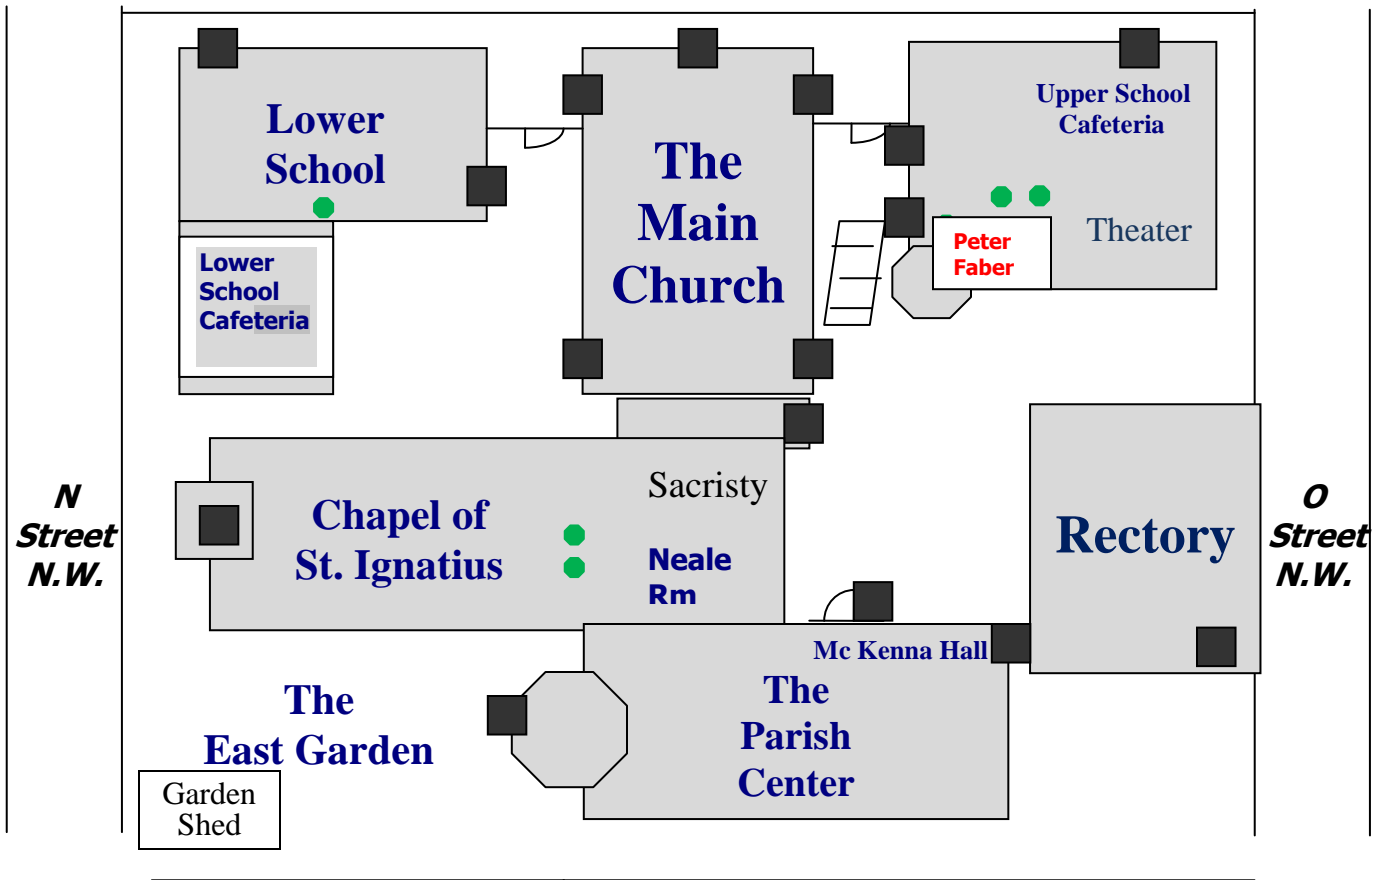 Lower
School
The
Main
Church
Upper School
Cafeteria
Theater
Peter
Faber
Lower
School
Cafeteria
N
Street
N.W.
Chapel of
St. Ignatius
Sacristy
Neale
Rm
Rectory
O
Street
N.W.
Mc Kenna Hall
The
Parish
Center
The
East Garden
Garden
Shed